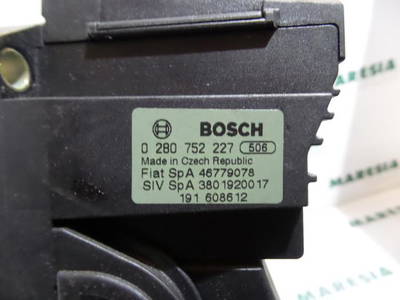 BOSCH
0 280 752 227 506
Made in Czech Republic
Fiat SpA 46779078
SIV SpA 3801920017
191 608612
MARESIA
MARESIA
MARESIA